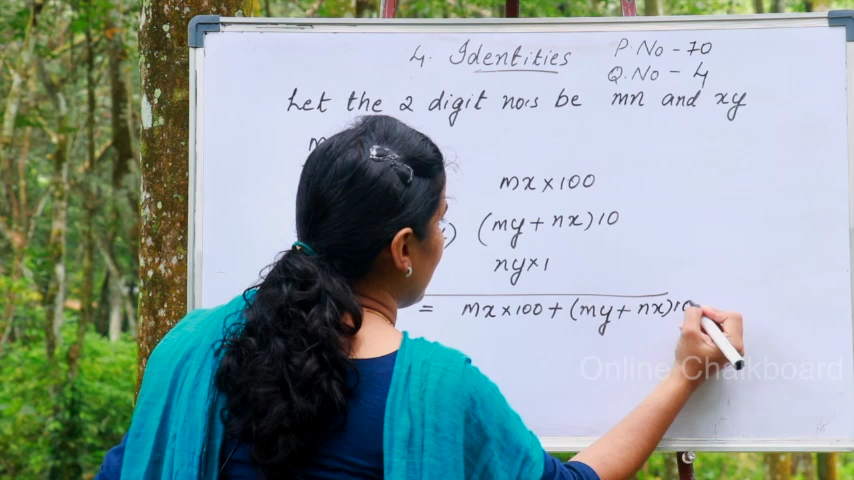 4. Identities P.No - 70
Q.No - 4
Let the 2 digit no.s be mn and xy
mx×100
(my+nx)10
ny×1
= mx×100+(my+nx)10
Online Chalkboard